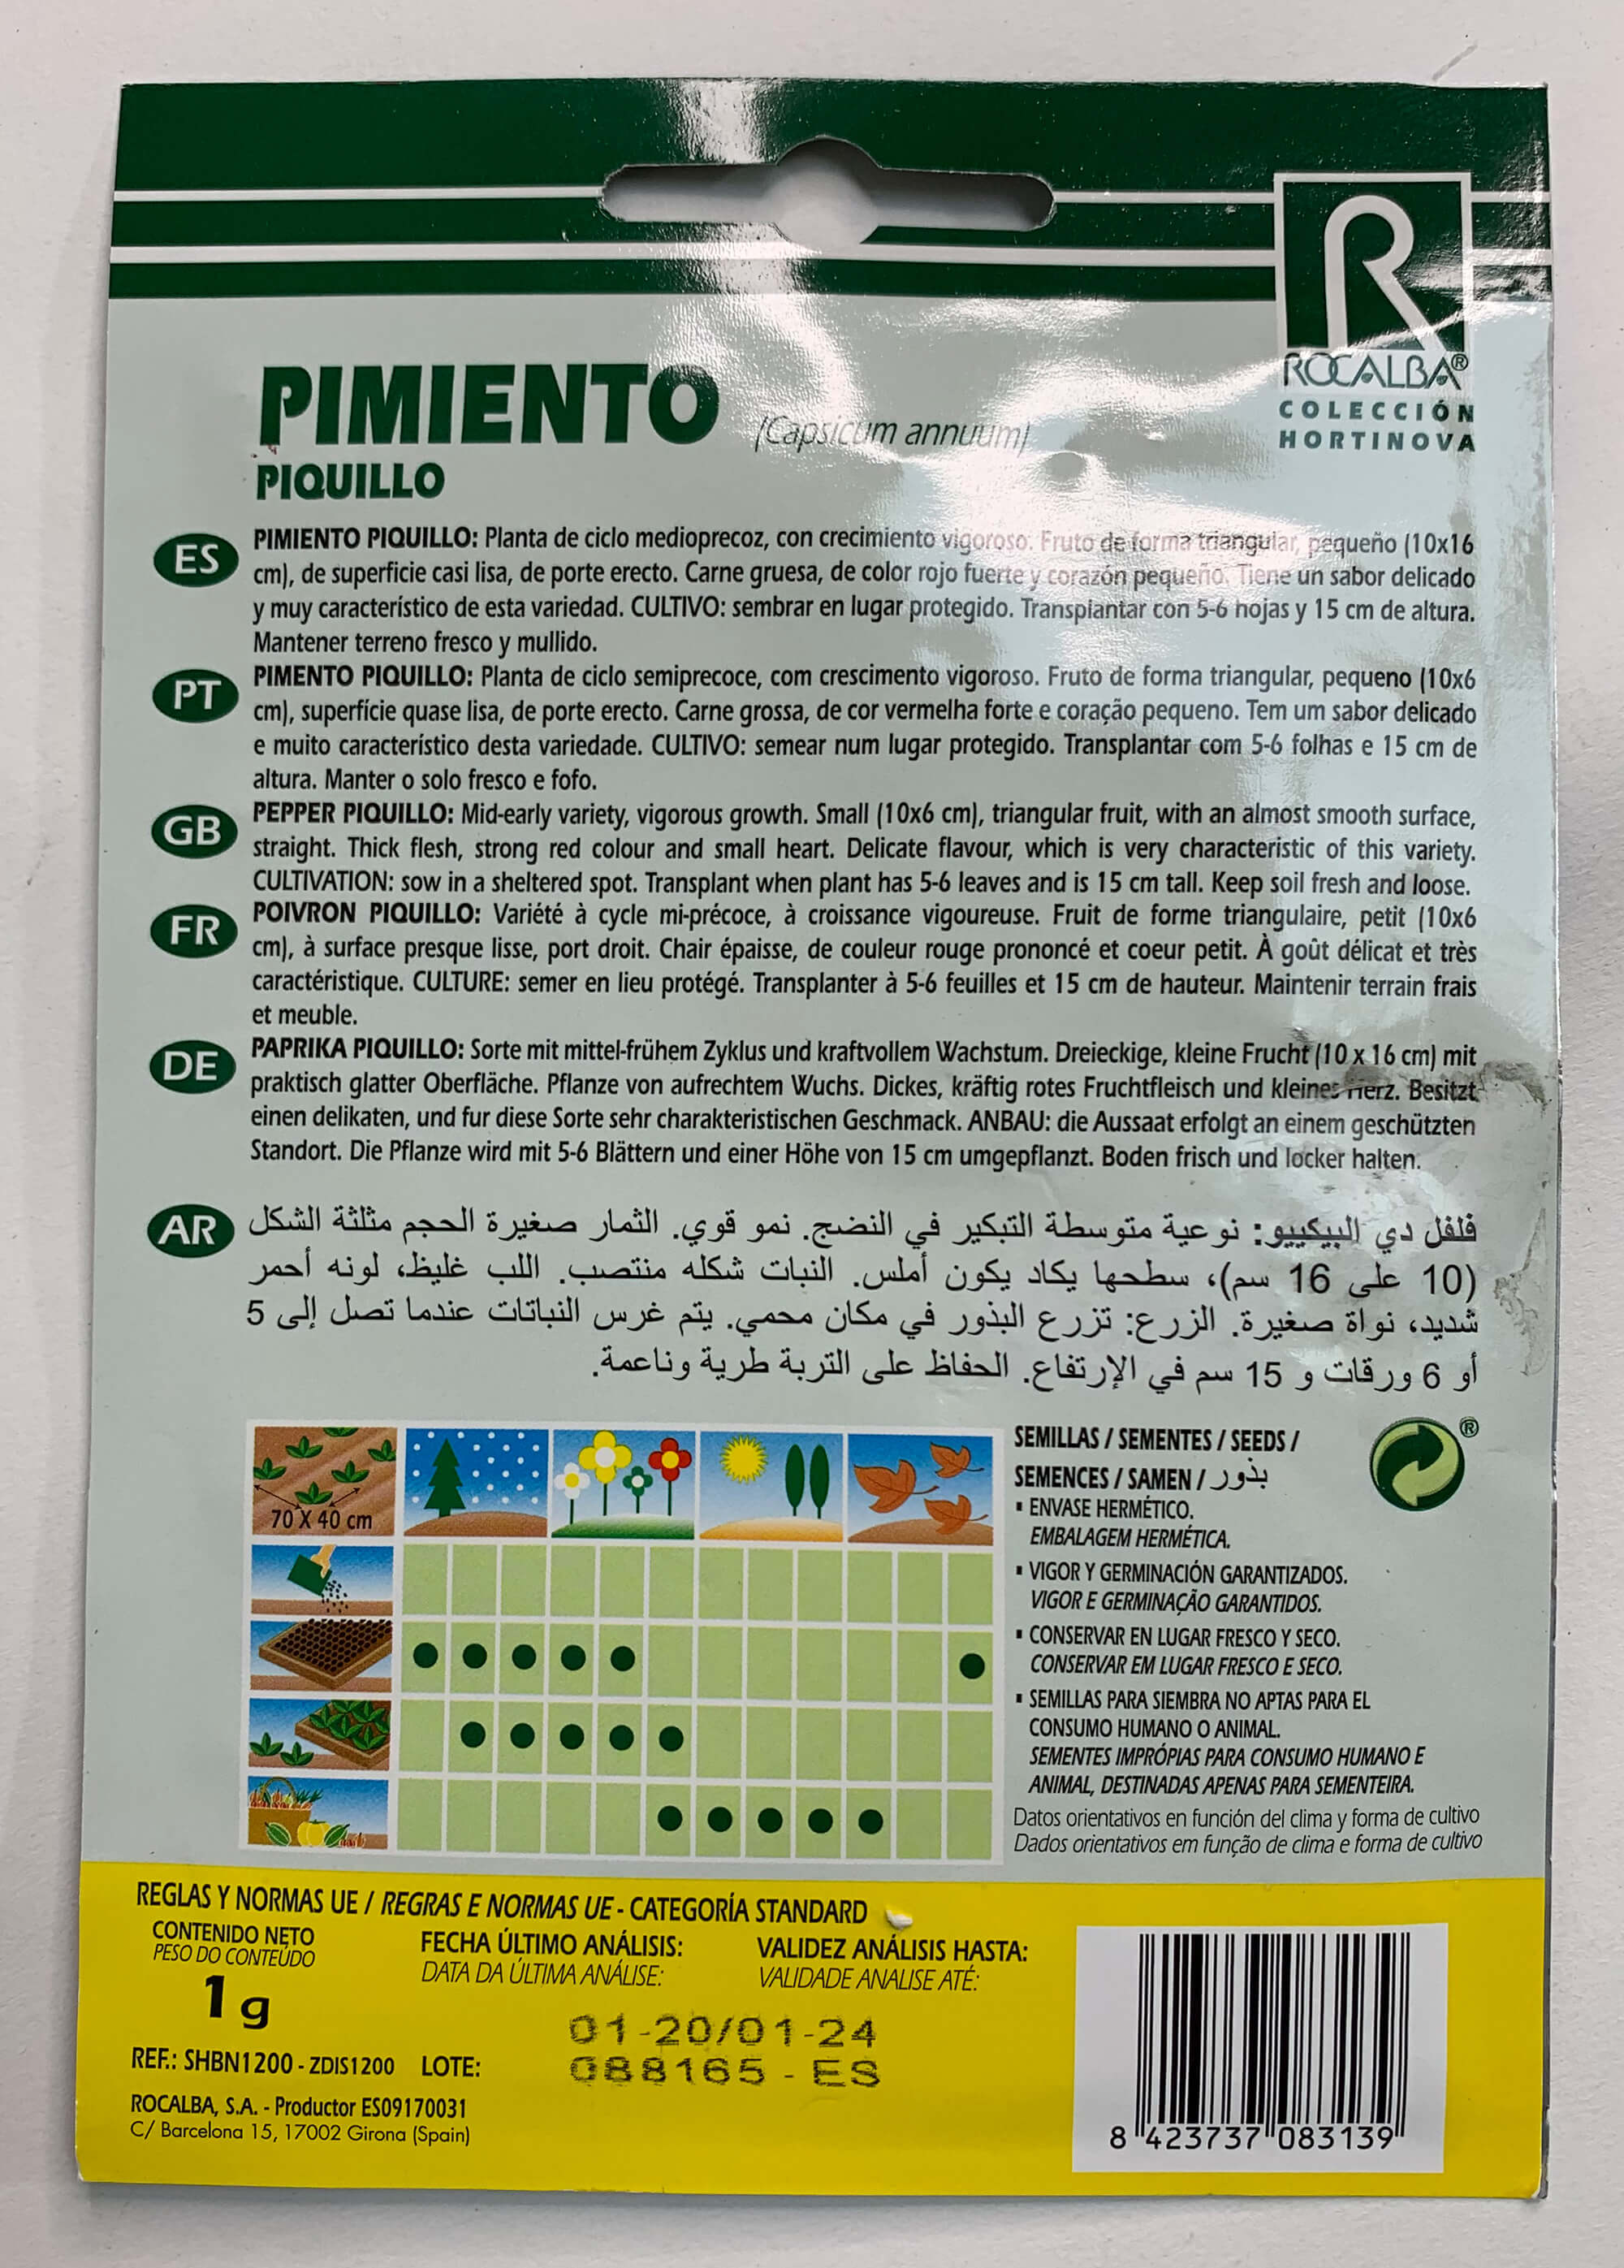 ROCALBA®
COLECCIÓN
HORTINOVA
PIMIENTO
(Capsicum annuum)
PIQUILLO
ES
PIMIENTO PIQUILLO: Planta de ciclo medioprecoz, con crecimiento vigoroso. Fruto de forma triangular, pequeño (10x16
cm), de superficie casi lisa, de porte erecto. Carne gruesa, de color rojo fuerte y corazón pequeño. Tiene un sabor delicado
y muy característico de esta variedad. CULTIVO: sembrar en lugar protegido. Transplantar con 5-6 hojas y 15 cm de altura.
Mantener terreno fresco y mullido.
PT
PIMENTO PIQUILLO: Planta de ciclo semiprecoce, com crescimento vigoroso. Fruto de forma triangular, pequeno (10x6
cm), superfície quase lisa, de porte erecto. Carne grossa, de cor vermelha forte e coração pequeno. Tem um sabor delicado
e muito característico desta variedade. CULTIVO: semear num lugar protegido. Transplantar com 5-6 folhas e 15 cm de
altura. Manter o solo fresco e fofo.
GB
PEPPER PIQUILLO: Mid-early variety, vigorous growth. Small (10x6 cm), triangular fruit, with an almost smooth surface,
straight. Thick flesh, strong red colour and small heart. Delicate flavour, which is very characteristic of this variety.
CULTIVATION: sow in a sheltered spot. Transplant when plant has 5-6 leaves and is 15 cm tall. Keep soil fresh and loose.
FR
POIVRON PIQUILLO: Variété à cycle mi-précoce, à croissance vigoureuse. Fruit de forme triangulaire, petit (10x6
cm), à surface presque lisse, port droit. Chair épaisse, de couleur rouge prononcé et coeur petit. À goût délicat et très
caractéristique. CULTURE: semer en lieu protégé. Transplanter à 5-6 feuilles et 15 cm de hauteur. Maintenir terrain frais
et meuble.
DE
PAPRIKA PIQUILLO: Sorte mit mittel-frühem Zyklus und kraftvollem Wachstum. Dreieckige, kleine Frucht (10 x 16 cm) mit
praktisch glatter Oberfläche. Pflanze von aufrechtem Wuchs. Dickes, kräftig rotes Fruchtfleisch und kleines Herz. Besitzt
einen delikaten, und fur diese Sorte sehr charakteristischen Geschmack. ANBAU: die Aussaat erfolgt an einem geschützten
Standort. Die Pflanze wird mit 5-6 Blättern und einer Höhe von 15 cm umgepflanzt. Boden frisch und locker halten.
AR
فلفل دي البيكييو: نوعية متوسطة التبكير في النضج. نمو قوي. الثمار صغيرة الحجم مثلثة الشكل
(10 على 16 سم)، سطحها يكاد يكون أملس. النبات شكله منتصب. اللب غليظ، لونه أحمر
شديد، نواة صغيرة. الزرع: تزرع البذور في مكان محمي. يتم غرس النباتات عندما تصل إلى 5
أو 6 ورقات و 15 سم في الإرتفاع. الحفاظ على التربة طرية وناعمة.
70 X 40 cm
SEMILLAS / SEMENTES / SEEDS /
SEMENCES / SAMEN / بذور
▪ ENVASE HERMÉTICO.
EMBALAGEM HERMÉTICA.
▪ VIGOR Y GERMINACIÓN GARANTIZADOS.
VIGOR E GERMINAÇÃO GARANTIDOS.
▪ CONSERVAR EN LUGAR FRESCO Y SECO.
CONSERVAR EM LUGAR FRESCO E SECO.
▪ SEMILLAS PARA SIEMBRA NO APTAS PARA EL
CONSUMO HUMANO O ANIMAL.
SEMENTES IMPRÓPIAS PARA CONSUMO HUMANO E
ANIMAL, DESTINADAS APENAS PARA SEMENTEIRA.
Datos orientativos en función del clima y forma de cultivo
Dados orientativos em função de clima e forma de cultivo
®
REGLAS Y NORMAS UE / REGRAS E NORMAS UE - CATEGORÍA STANDARD
CONTENIDO NETO
PESO DO CONTEÚDO
1 g
FECHA ÚLTIMO ANÁLISIS:
DATA DA ÚLTIMA ANÁLISE:
VALIDEZ ANÁLISIS HASTA:
VALIDADE ANALISE ATÉ:
01-20/01-24
REF.: SHBN1200 - ZDIS1200 LOTE: 088165 - ES
ROCALBA, S.A. - Productor ES09170031
C/ Barcelona 15, 17002 Girona (Spain)
8 423737 083139